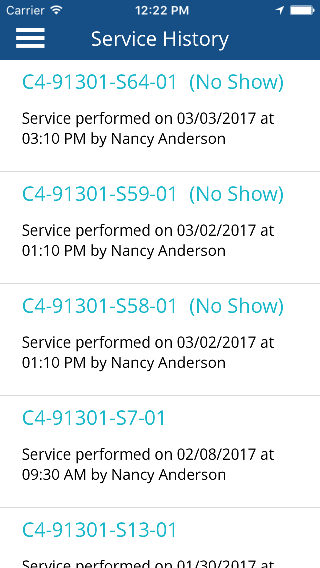 Carrier 12:22 PM
Service History
C4-91301-S64-01 (No Show)
Service performed on 03/03/2017 at
03:10 PM by Nancy Anderson
C4-91301-S59-01 (No Show)
Service performed on 03/02/2017 at
01:10 PM by Nancy Anderson
C4-91301-S58-01 (No Show)
Service performed on 03/02/2017 at
01:10 PM by Nancy Anderson
C4-91301-S7-01
Service performed on 02/08/2017 at
09:30 AM by Nancy Anderson
C4-91301-S13-01
Service performed on 01/30/2017 at